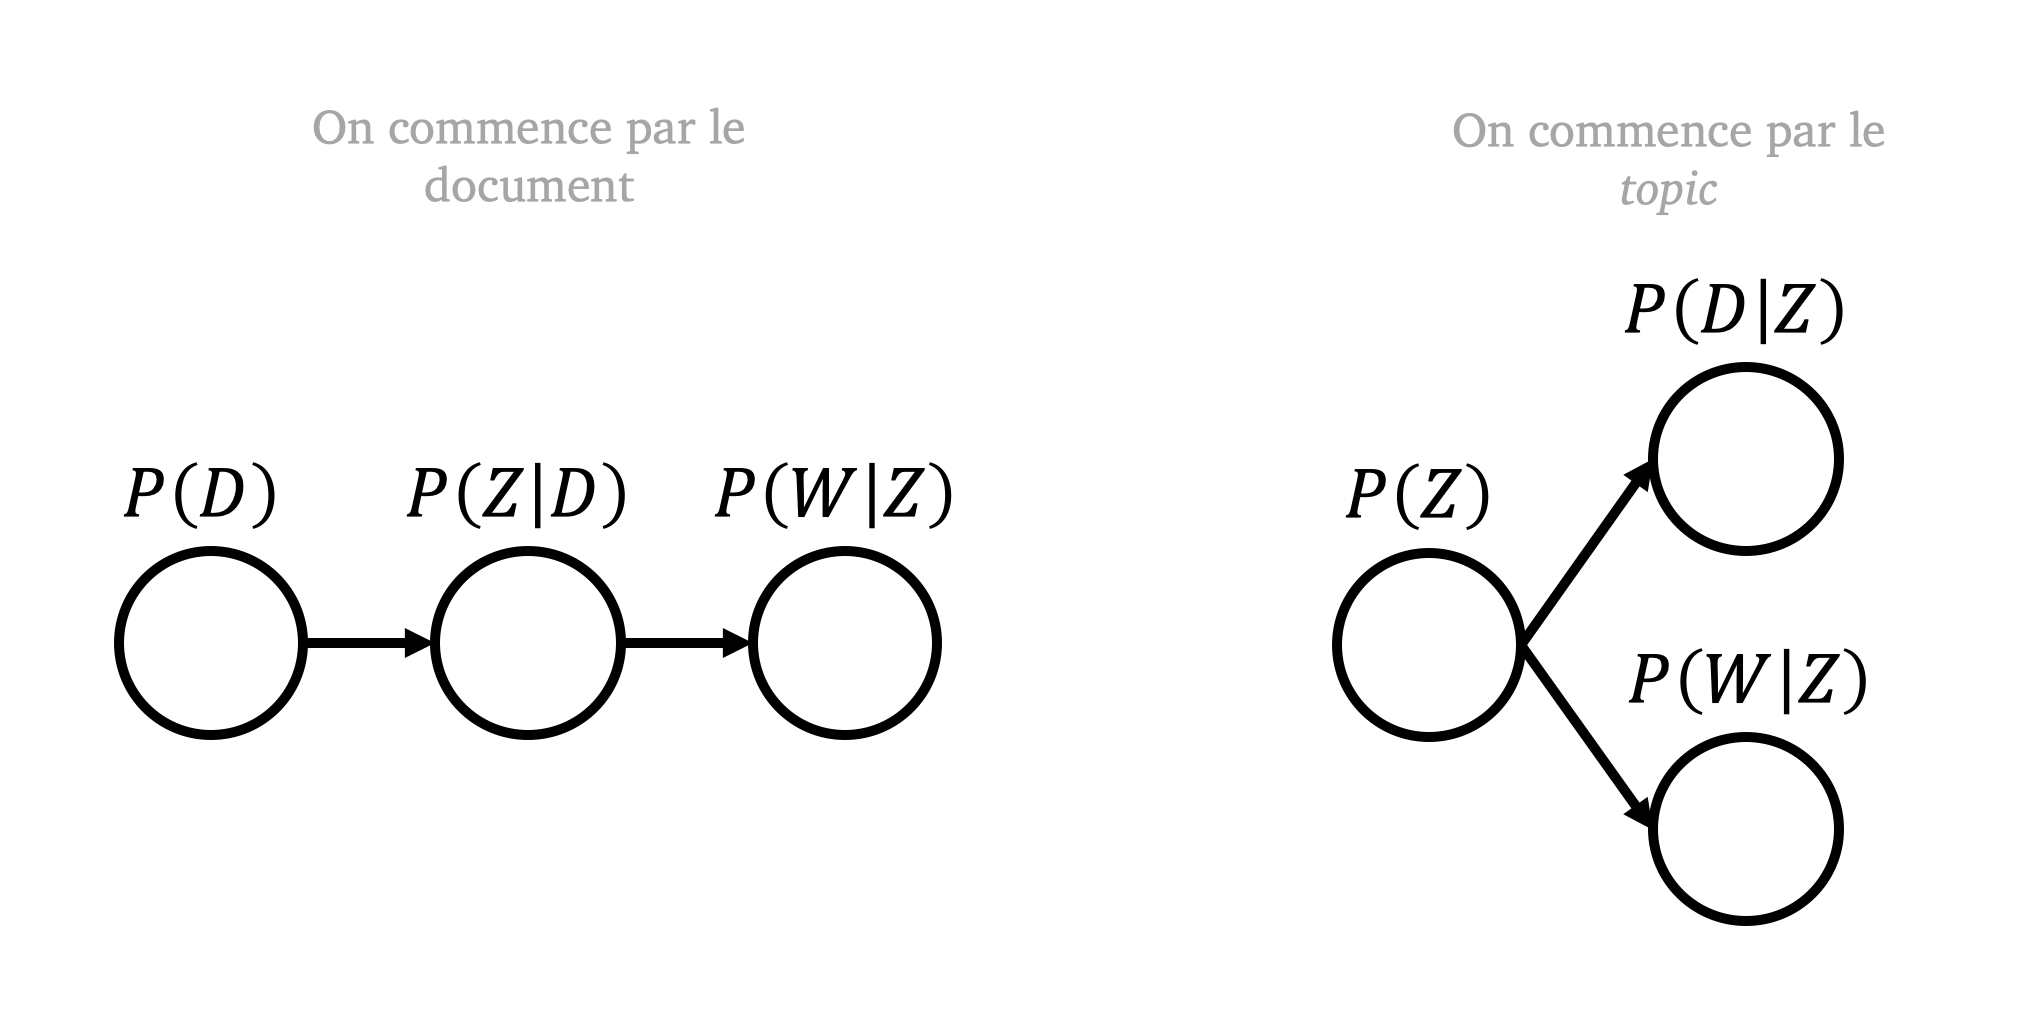 On commence par le
document
P(D)
P(Z|D)
P(W|Z)
On commence par le
topic
P(Z)
P(D|Z)
P(W|Z)